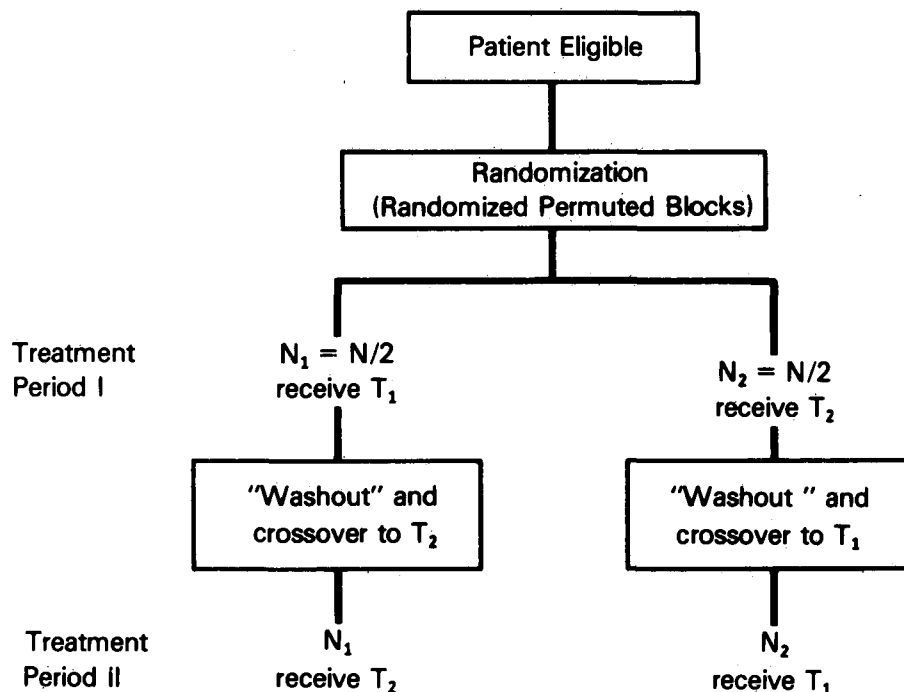 Patient Eligible
Randomization
(Randomized Permuted Blocks)
Treatment
Period I
N₁ = N/2
receive T₁
N₂ = N/2
receive T₂
"Washout" and
crossover to T₂
"Washout " and
crossover to T₁
Treatment
Period II
N₁
receive T₂
N₂
receive T₁